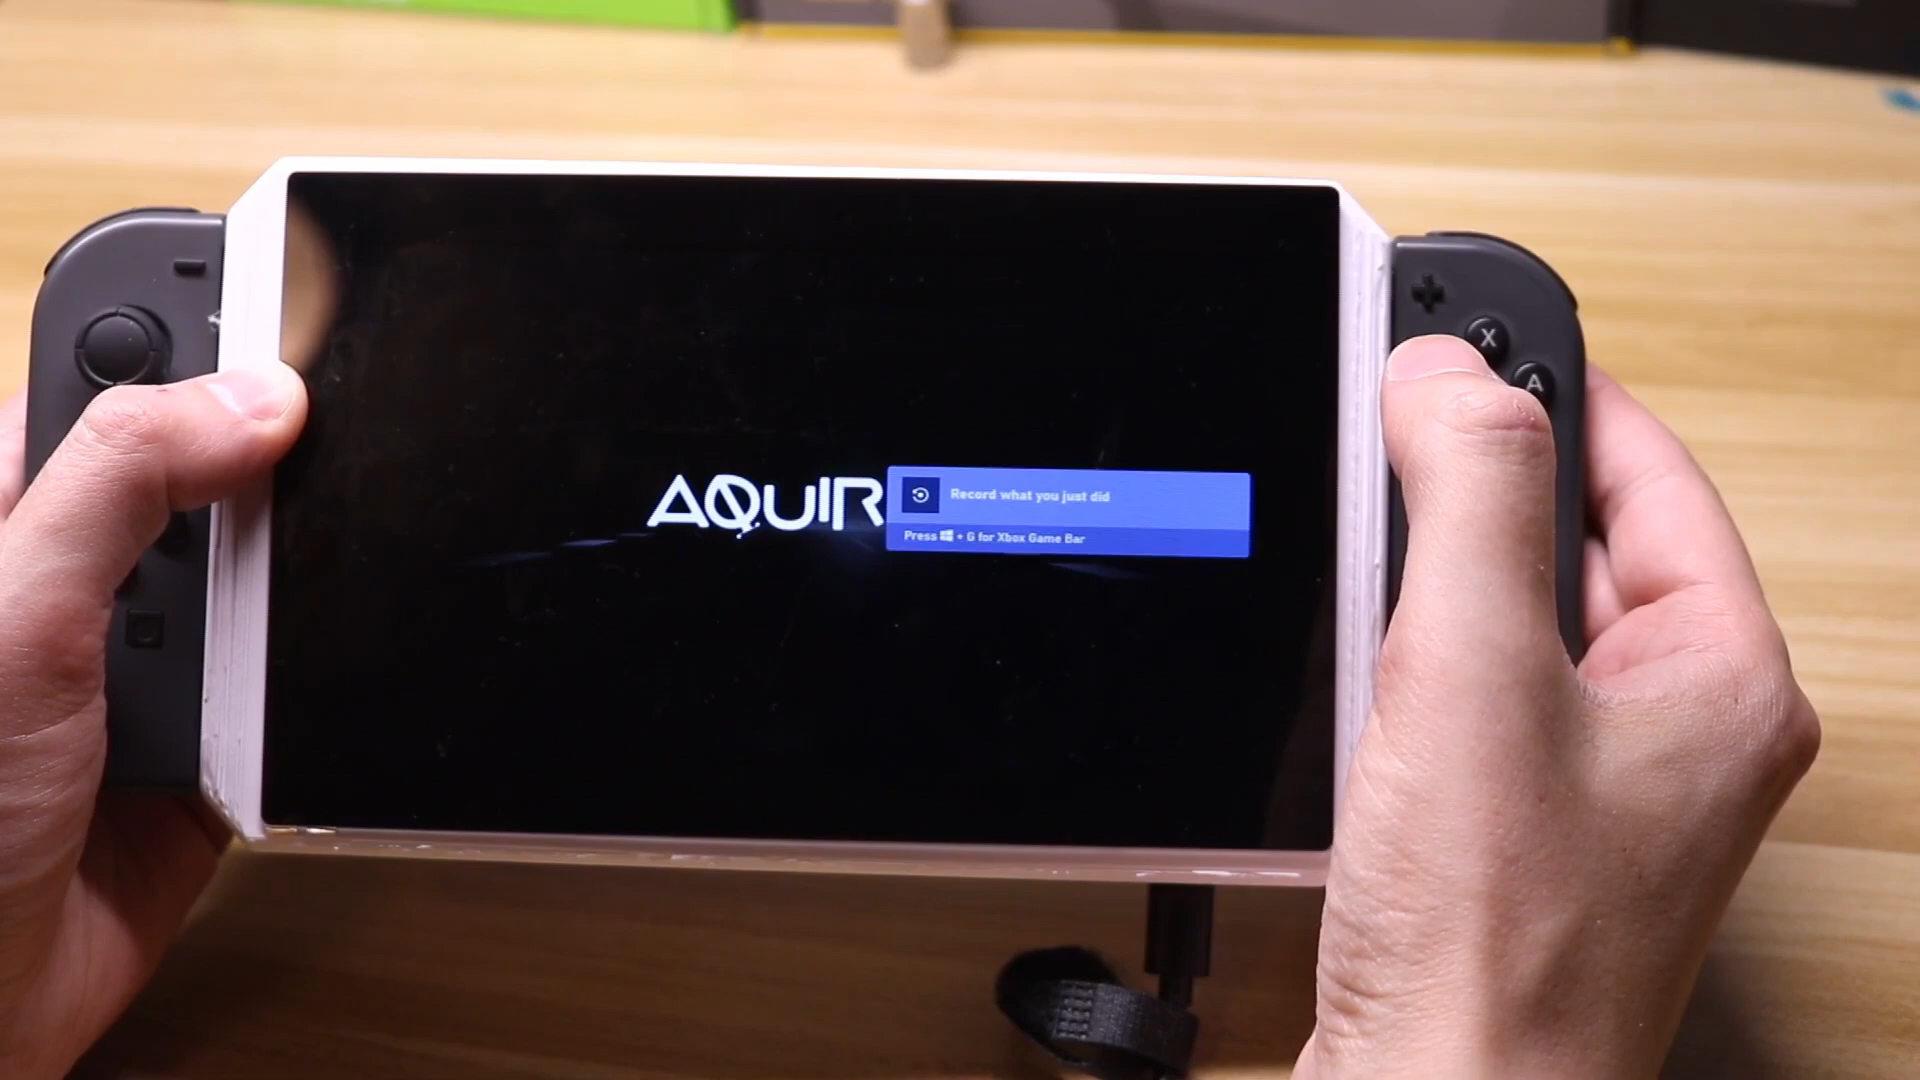 AQUIR
Record what you just did
Press + G for Xbox Game Bar
X
A